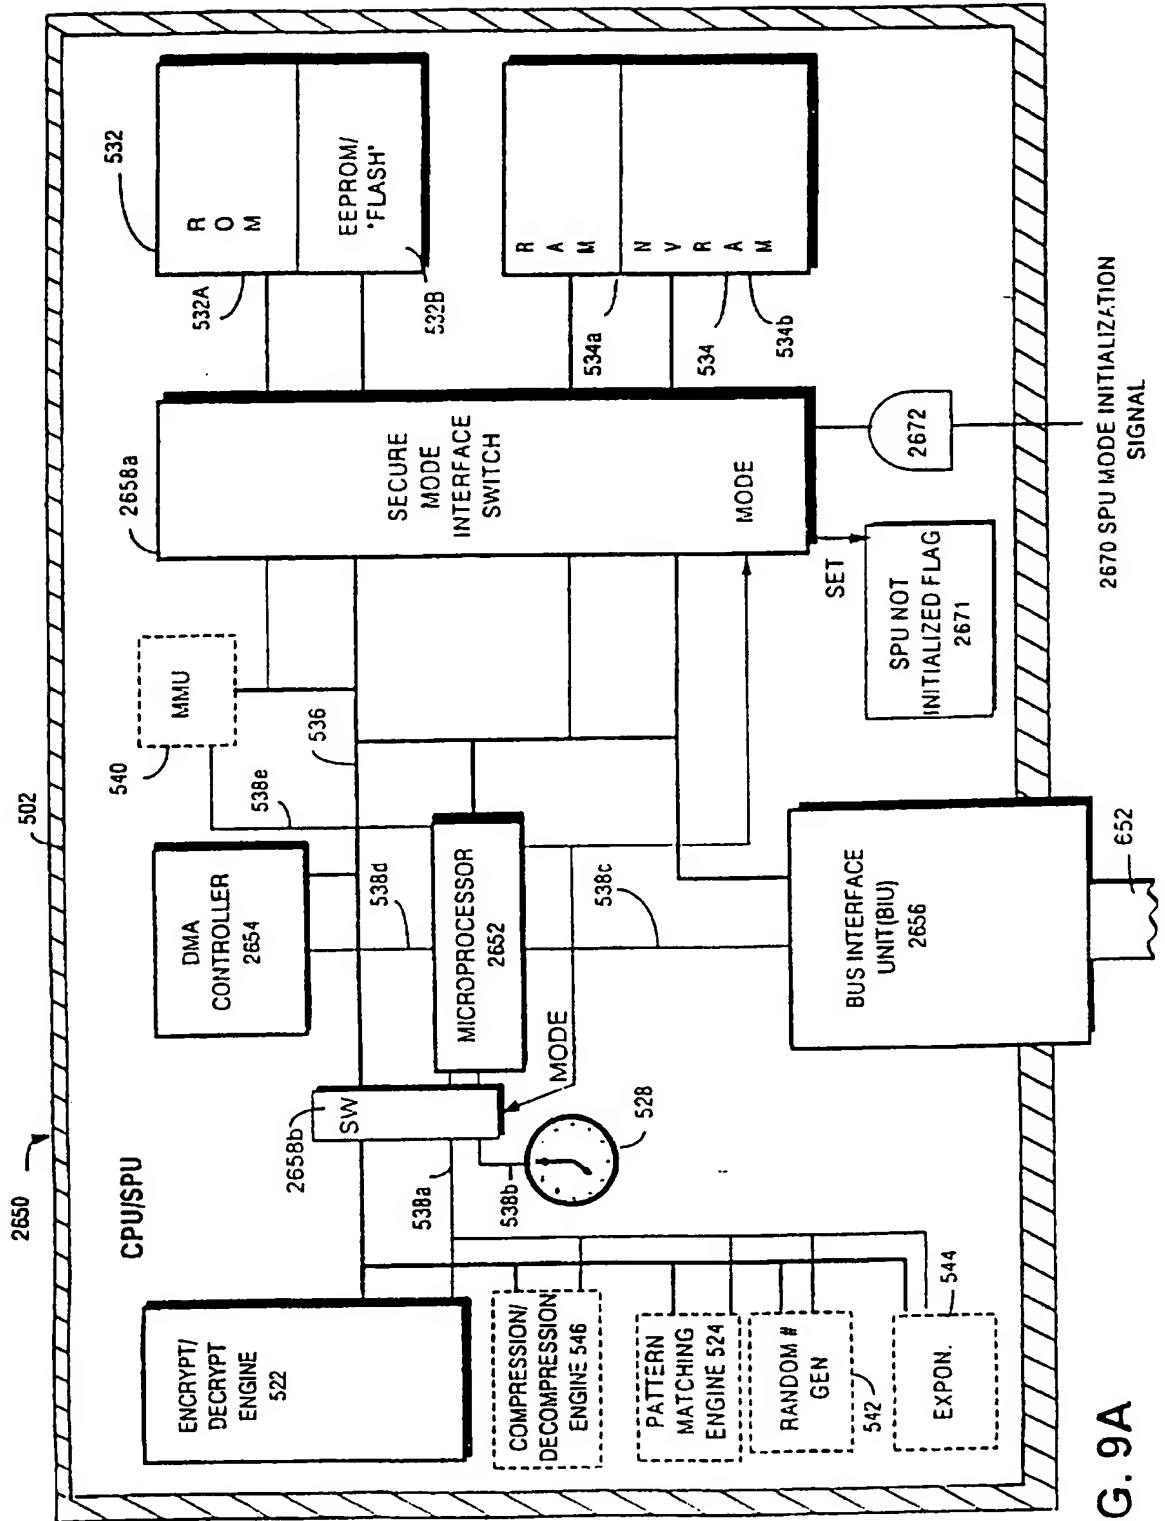 2650
502
CPU/SPU
ENCRYPT/
DECRYPT
ENGINE
522
2658b
SW
DMA
CONTROLLER
2654
540
MMU
2658a
532
R
O
M
EEPROM/
"FLASH"
532A
532B
536
538e
538d
538a
538b
528
MODE
MICROPROCESSOR
2652
538c
SECURE
MODE
INTERFACE
SWITCH
MODE
R
A
M
N
V
R
A
M
534a
534
534b
COMPRESSION/
DECOMPRESSION
ENGINE 546
PATTERN
MATCHING
ENGINE 524
RANDOM #
GEN
542
EXPON.
544
BUS INTERFACE
UNIT(BIU)
2656
652
SET
SPU NOT
INITIALIZED FLAG
2671
2672
2670 SPU MODE INITIALIZATION
SIGNAL
G. 9A